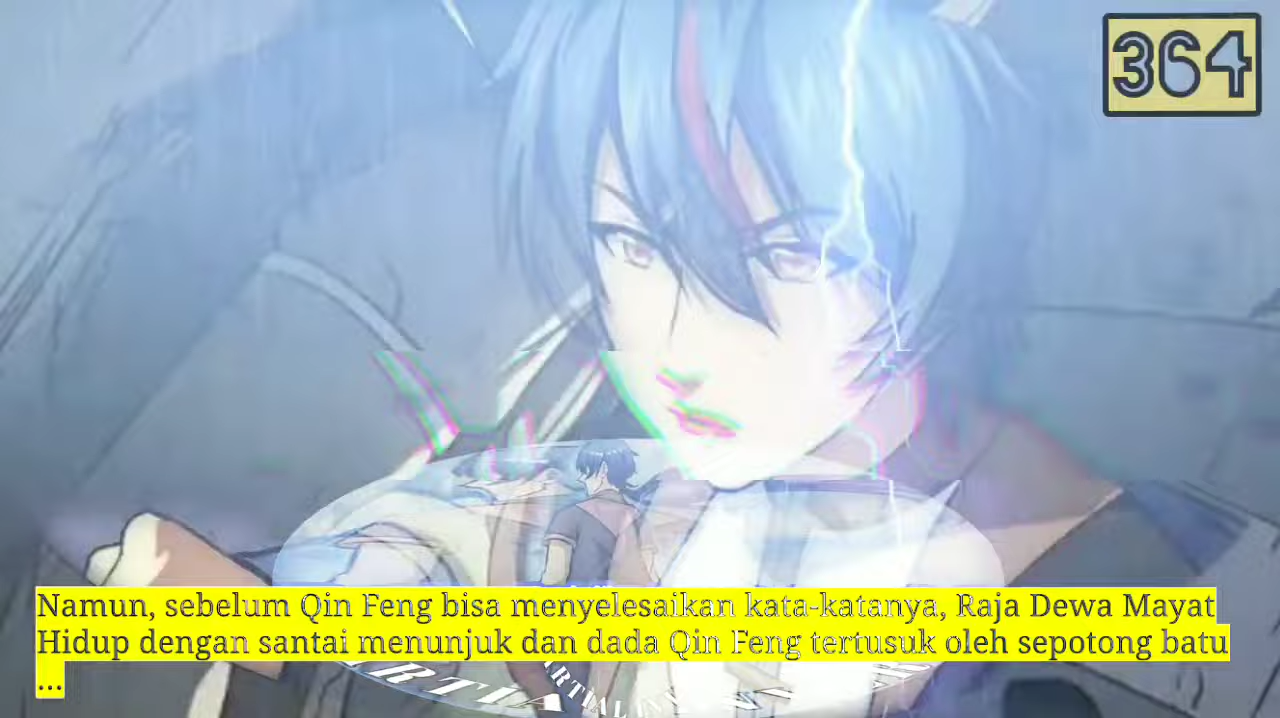 364
Namun, sebelum Qin Feng bisa menyelesaikan kata-katanya, Raja Dewa Mayat
Hidup dengan santai menunjuk dan dada Qin Feng tertusuk oleh sepotong batu
...